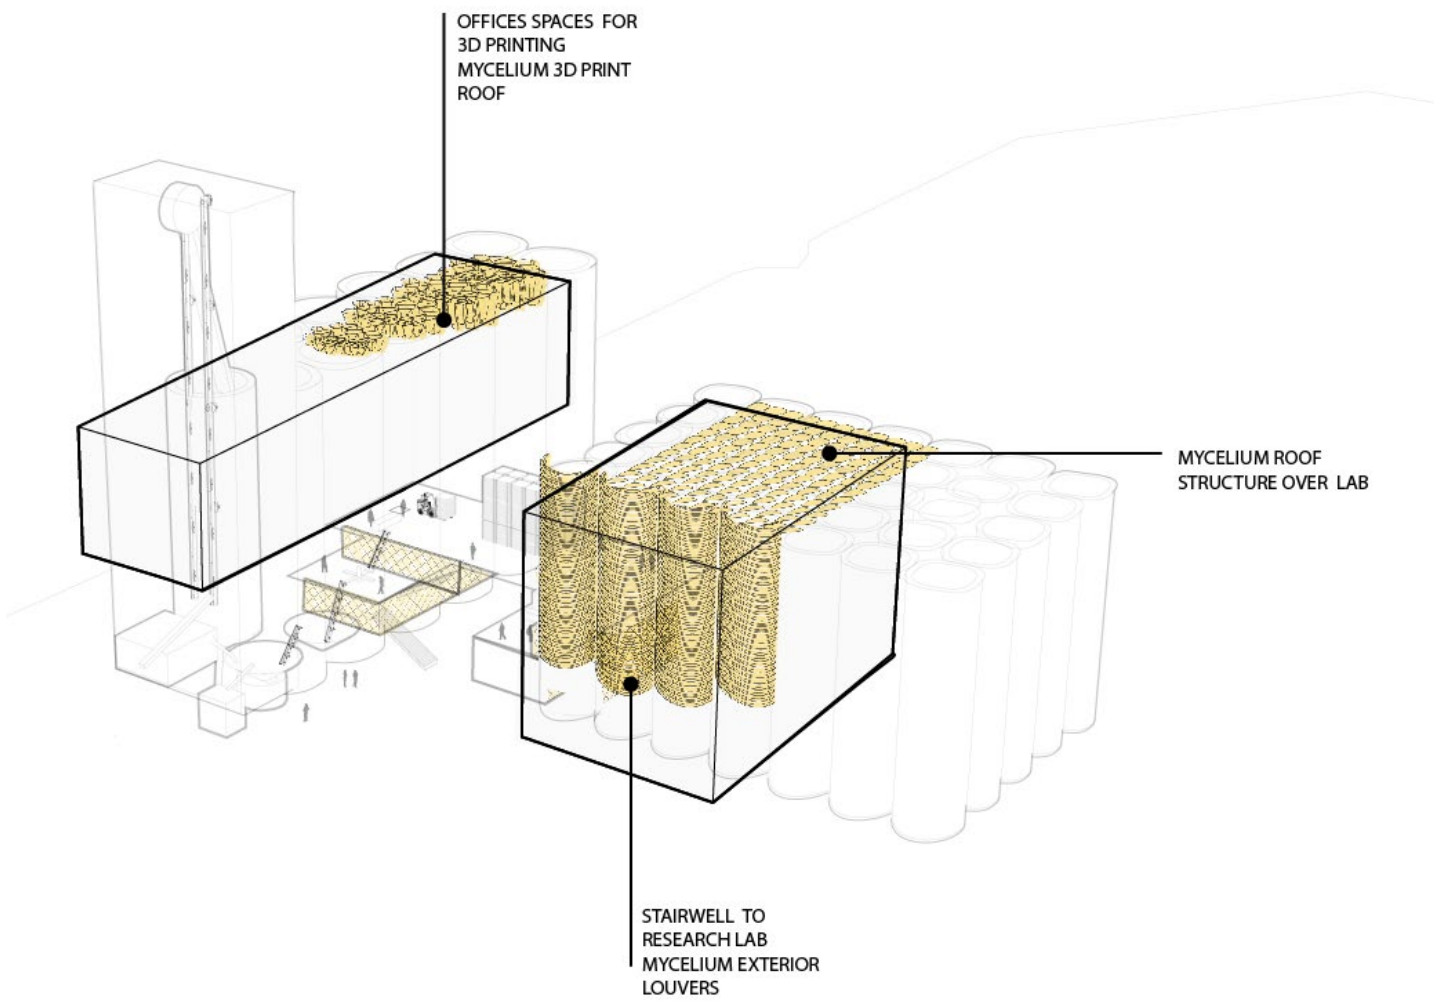 OFFICES SPACES FOR
3D PRINTING
MYCELIUM 3D PRINT
ROOF
MYCELIUM ROOF
STRUCTURE OVER LAB
STAIRWELL TO
RESEARCH LAB
MYCELIUM EXTERIOR
LOUVERS